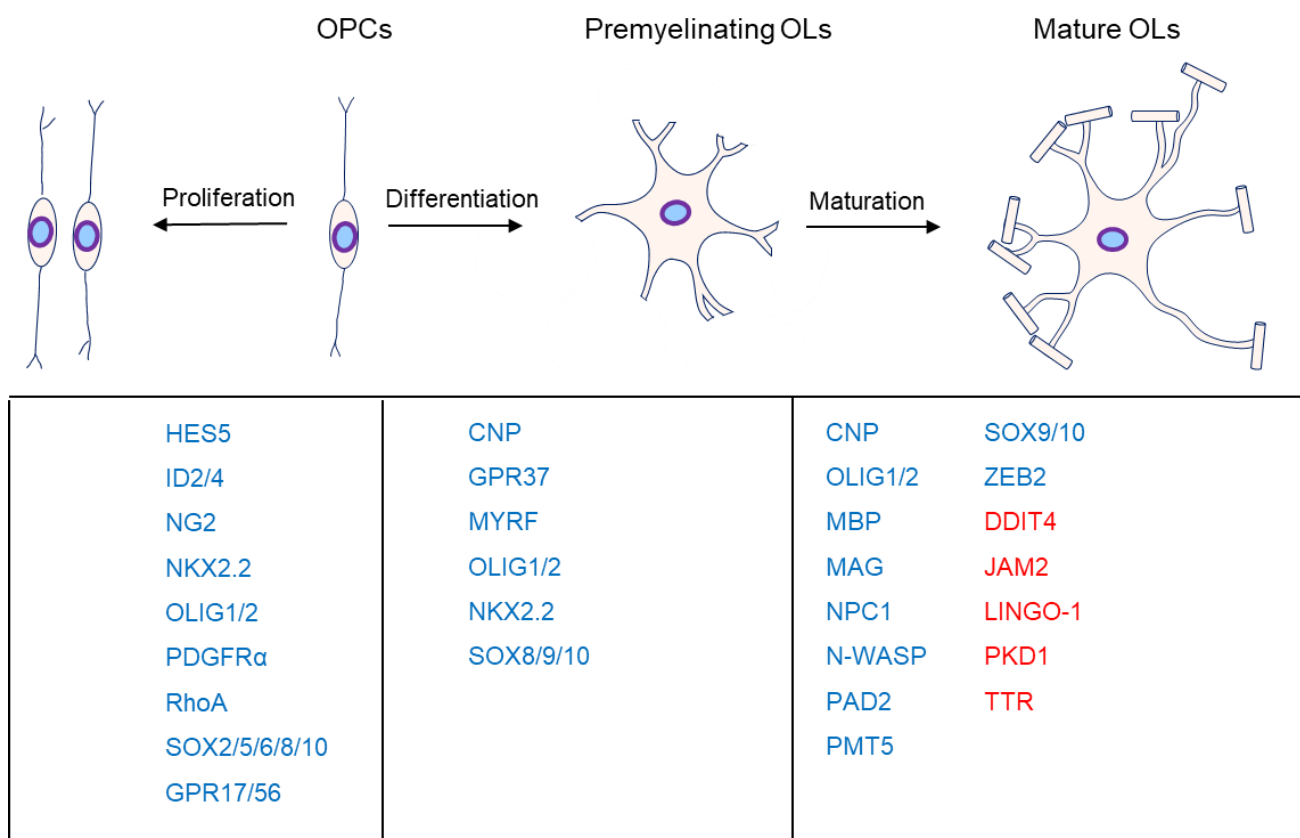 OPCs
Premyelinating OLs
Mature OLs
Proliferation
Differentiation
Maturation
HES5
ID2/4
NG2
NKX2.2
OLIG1/2
PDGFRα
RhoA
SOX2/5/6/8/10
GPR17/56
CNP
GPR37
MYRF
OLIG1/2
NKX2.2
SOX8/9/10
CNP
OLIG1/2
MBP
MAG
NPC1
N-WASP
PAD2
PMT5
SOX9/10
ZEB2
DDIT4
JAM2
LINGO-1
PKD1
TTR